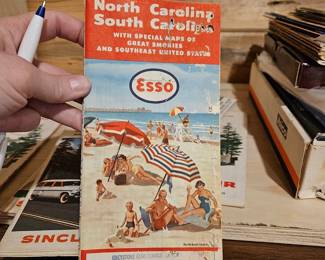 North Carolina
South Carolina
WITH SPECIAL MAPS OF
GREAT SMOKIES
AND SOUTHEAST UNITED STATES
Esso
SINCL
R